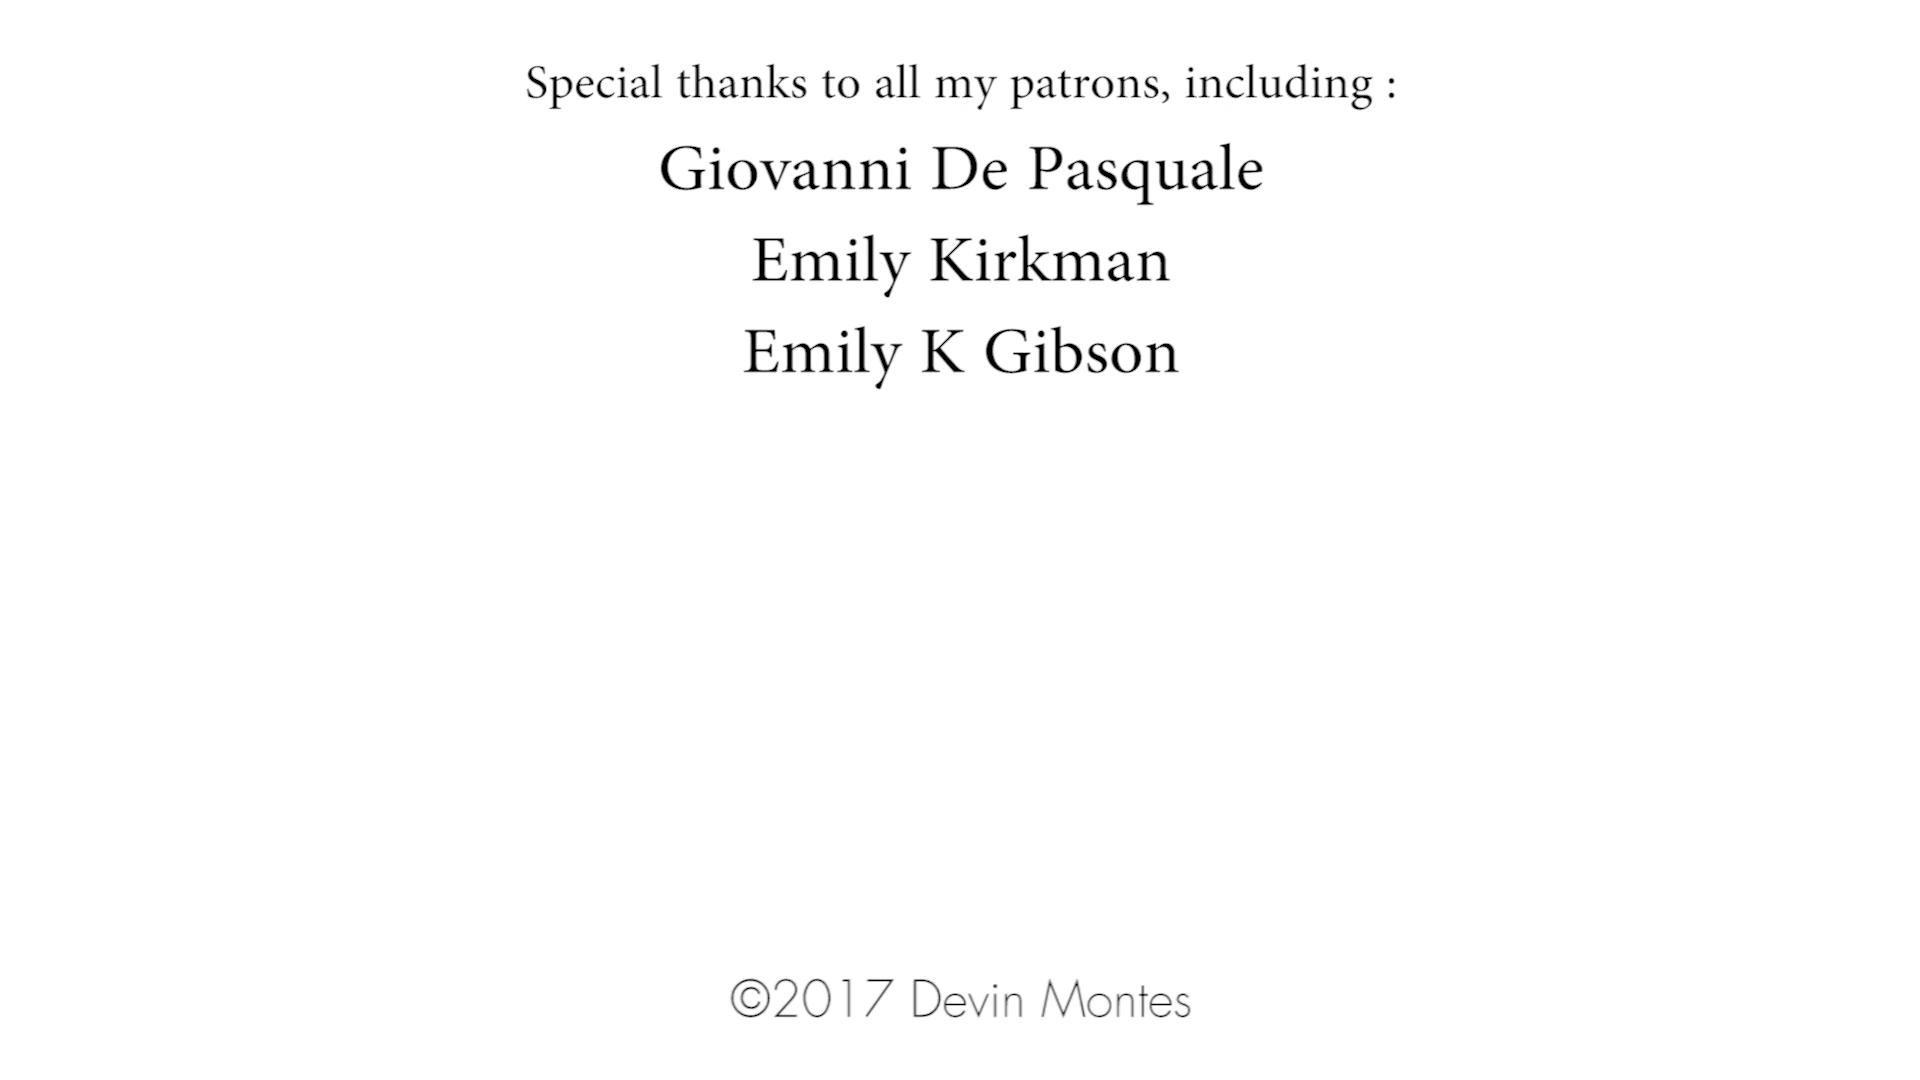 Special thanks to all my patrons, including :
Giovanni De Pasquale
Emily Kirkman
Emily K Gibson
©2017 Devin Montes